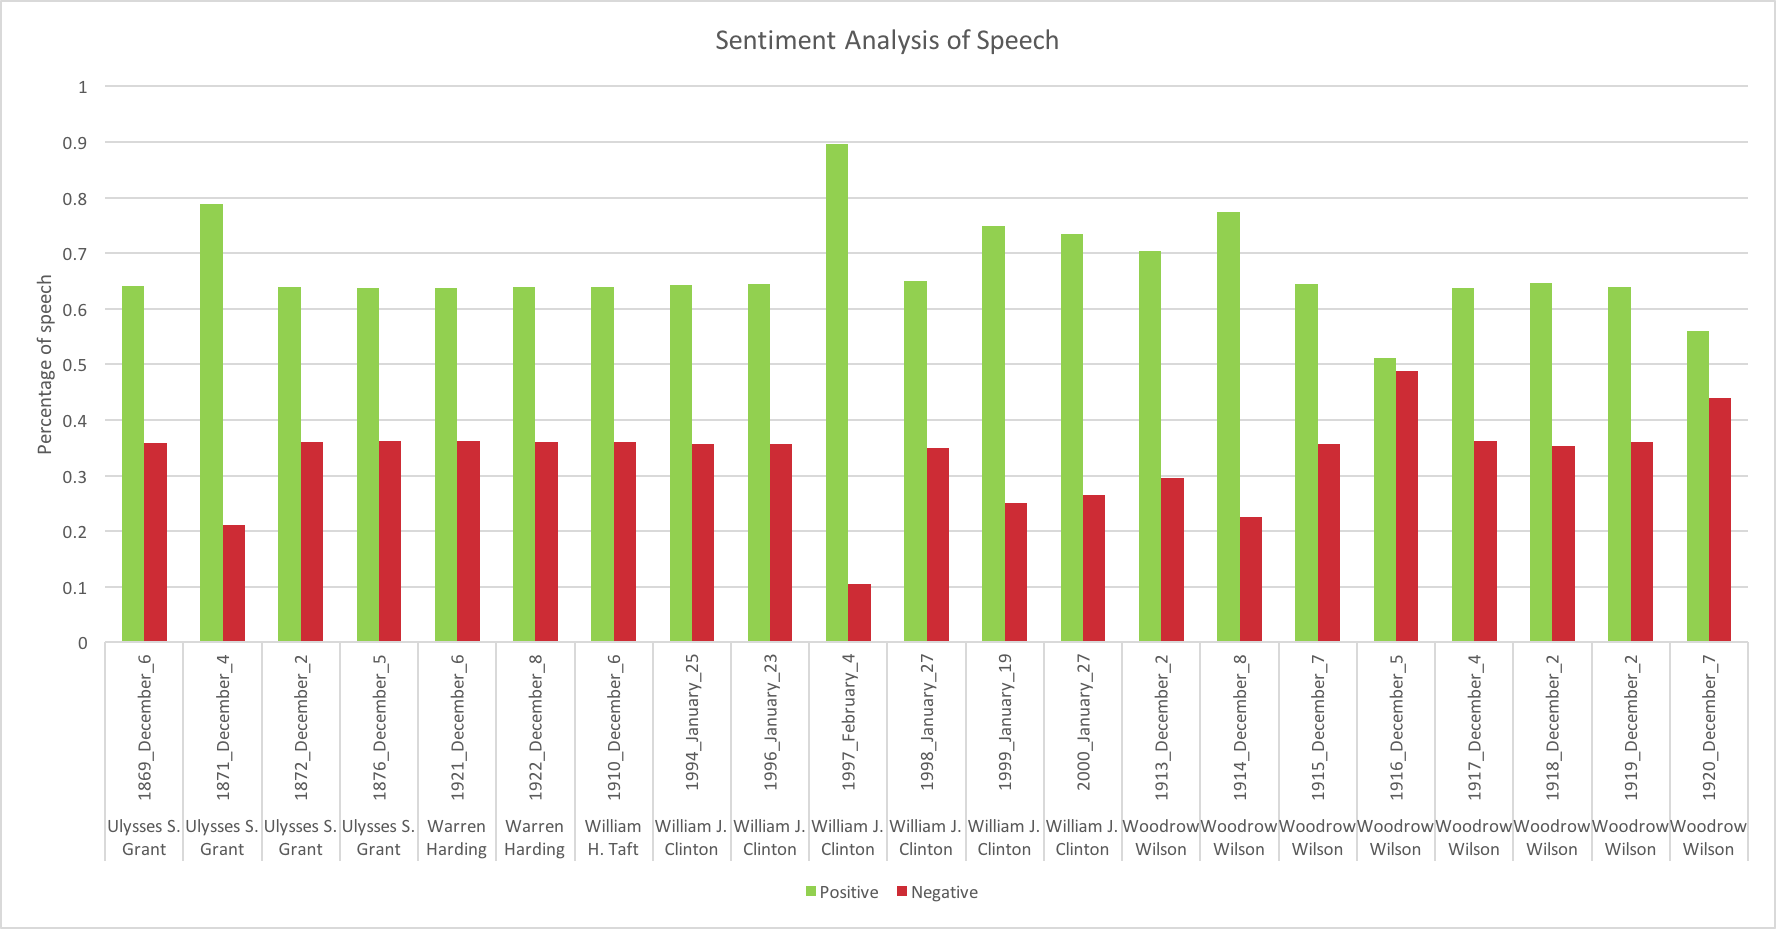 Sentiment Analysis of Speech
Percentage of speech
1
0.9
0.8
0.7
0.6
0.5
0.4
0.3
0.2
0.1
0
1869_December_6
1871_December_4
1872_December_2
1876_December_5
1921_December_6
1922_December_8
1910_December_6
1994_January_25
1996_January_23
1997_February_4
1998_January_27
1999_January_19
2000_January_27
1913_December_2
1914_December_8
1915_December_7
1916_December_5
1917_December_4
1918_December_2
1919_December_2
1920_December_7
Ulysses S.
Grant
Ulysses S.
Grant
Ulysses S.
Grant
Ulysses S.
Grant
Warren
Harding
Warren
Harding
William
H. Taft
William J.
Clinton
William J.
Clinton
William J.
Clinton
William J.
Clinton
William J.
Clinton
William J.
Clinton
Woodrow
Wilson
Woodrow
Wilson
Woodrow
Wilson
Woodrow
Wilson
Woodrow
Wilson
Woodrow
Wilson
Woodrow
Wilson
Woodrow
Wilson
Positive
Negative